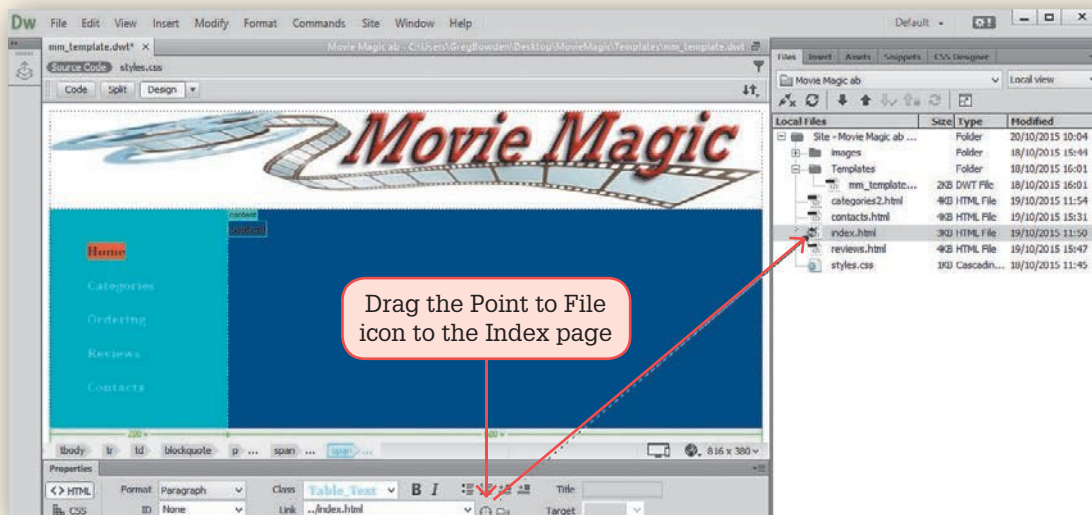 Dw File Edit View Insert Modify Format Commands Site Window Help Default
mm_template.dwt* × Movie Magic ab - C:\Users\GregBowden\Desktop\MovieMagic\Templates\mm_template.dwt
Source Code styles.css
Code Split Design
Movie Magic
content
content
Home
Categories
Ordering
Reviews
Contacts
Drag the Point to File
icon to the Index page
200
tbody tr td blockquote p ... span ... span ... 816 x 380
Properties
<> HTML Format Paragraph Class Table_Text B I Title
CSS ID None Link ../index.html Target
Files Insert Assets Snippets CSS Designer
Movie Magic ab Local view
Local Files Size Type Modified
Site - Movie Magic ab ... Folder 20/10/2015 10:04
images Folder 18/10/2015 15:44
Templates Folder 18/10/2015 16:01
mm_template... 2KB DWT File 18/10/2015 16:01
categories2.html 4KB HTML File 19/10/2015 11:54
contacts.html 4KB HTML File 19/10/2015 15:31
index.html 3KB HTML File 19/10/2015 11:50
reviews.html 4KB HTML File 19/10/2015 15:47
styles.css 1KB Cascadin... 18/10/2015 11:45